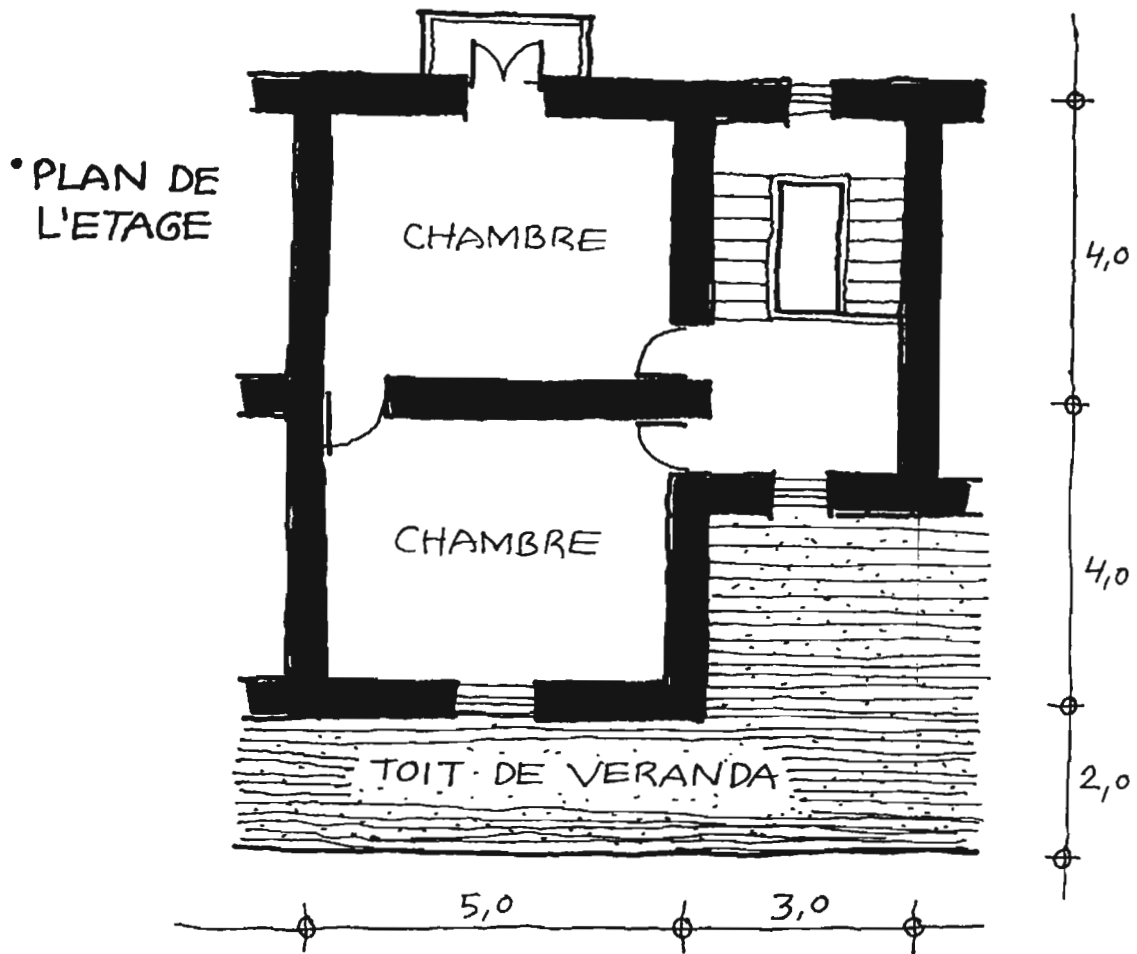 • PLAN DE
L'ETAGE
CHAMBRE
4,0
CHAMBRE
4,0
TOIT DE VERANDA
2,0
5,0
3,0